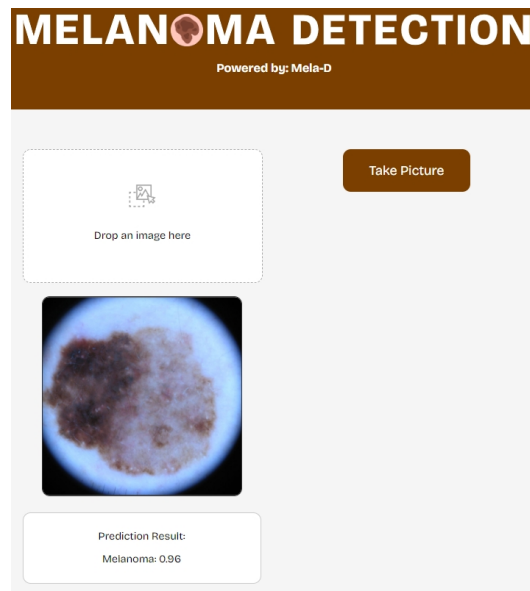 MELANOMA DETECTION
Powered by: Mela-D
Take Picture
Drop an image here
Prediction Result:
Melanoma: 0.96